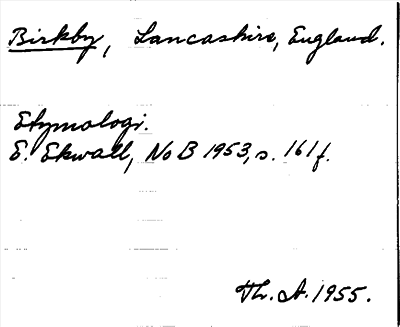 Birkby, Lancashire, England.
Etymologi.
E. Ekwall, NoB 1953, s. 161 f.
Th. A. 1955.